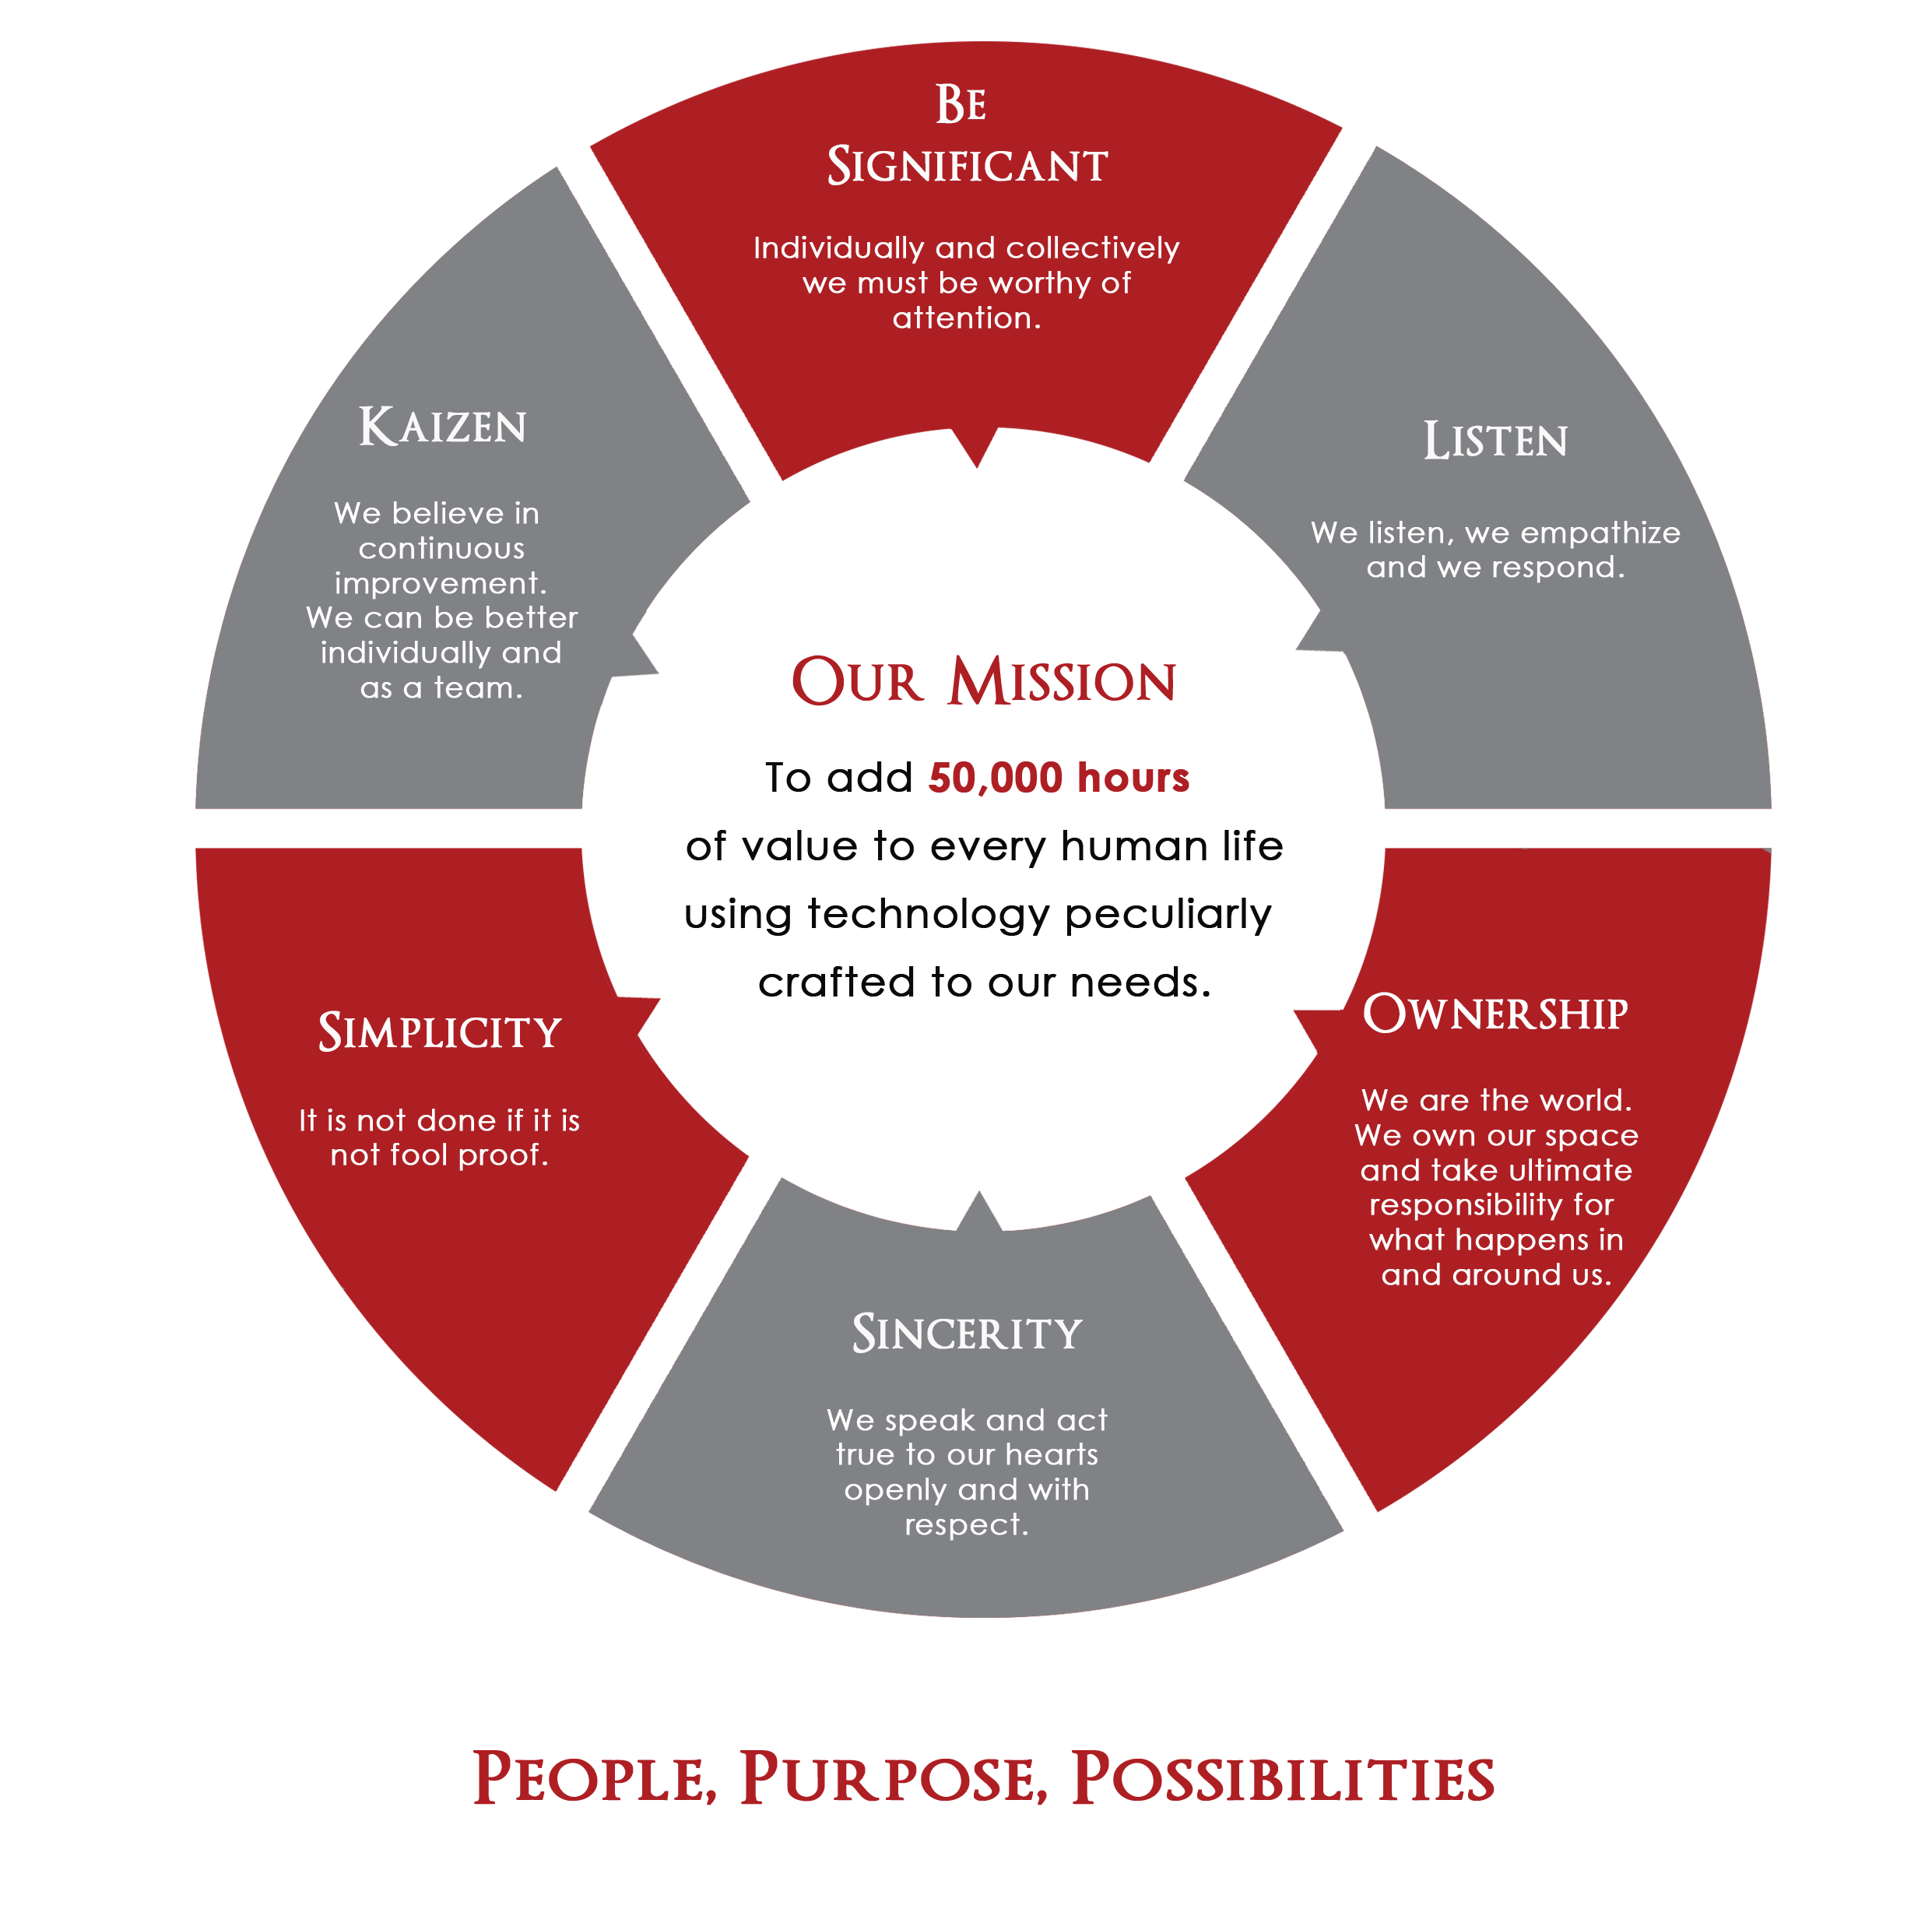 Be
Significant
Individually and collectively
we must be worthy of
attention.
Listen
We listen, we empathize
and we respond.
Ownership
We are the world.
We own our space
and take ultimate
responsibility for
what happens in
and around us.
Sincerity
We speak and act
true to our hearts
openly and with
respect.
Simplicity
It is not done if it is
not fool proof.
Kaizen
We believe in
continuous
improvement.
We can be better
individually and
as a team.
Our Mission
To add 50,000 hours
of value to every human life
using technology peculiarly
crafted to our needs.
People, Purpose, Possibilities